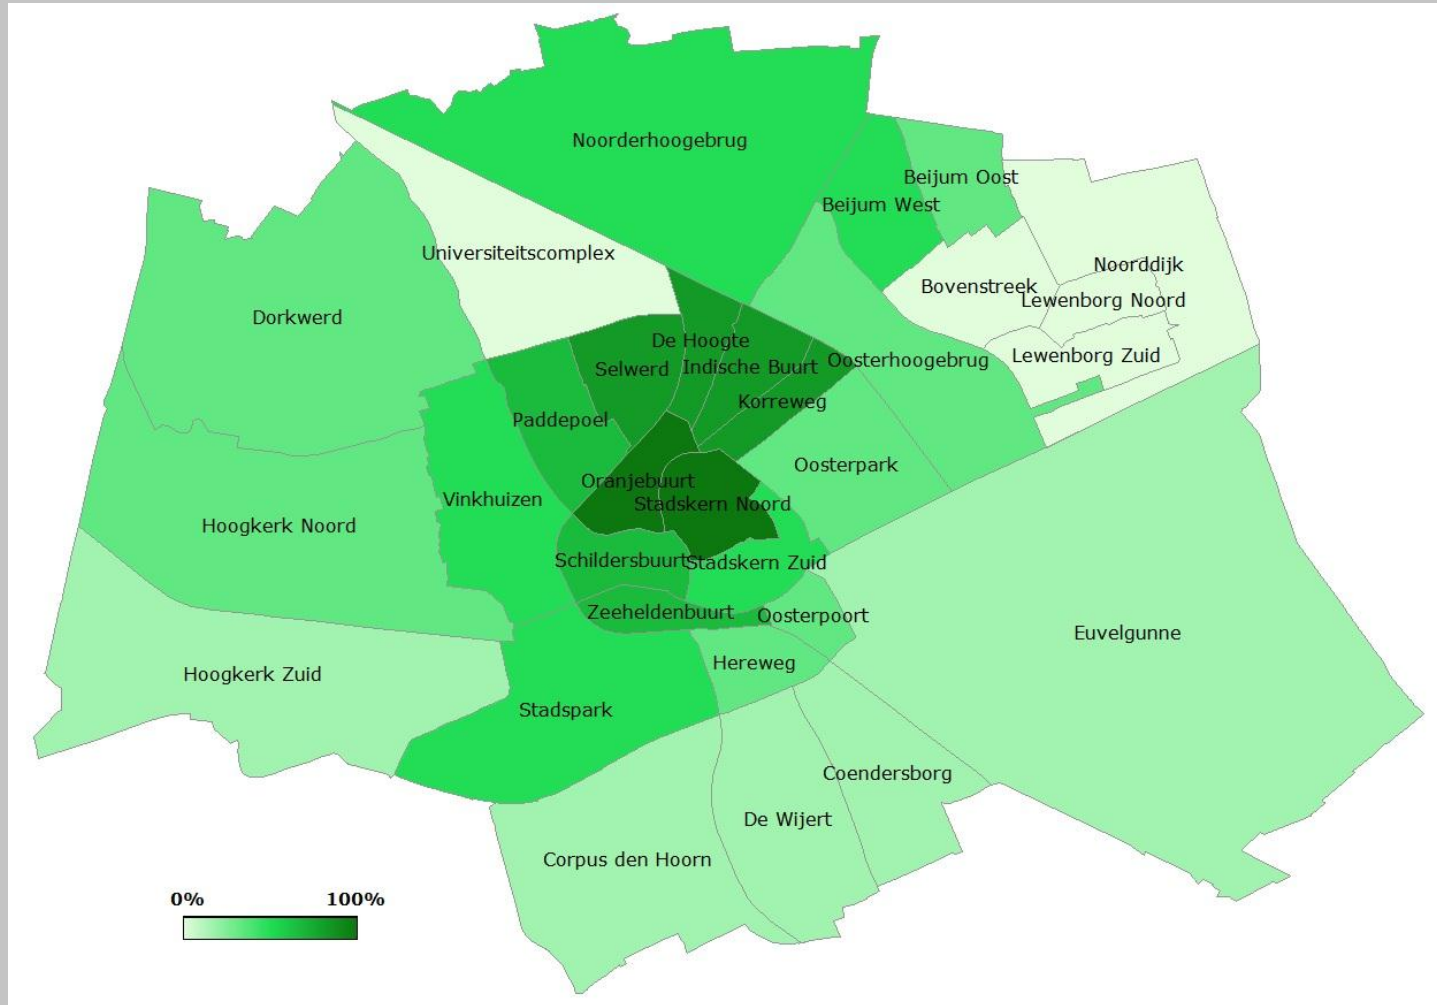 Noorderhoogebrug
Beijum Oost
Beijum West
Universiteitscomplex
Noorddijk
Bovenstreek
Lewenborg Noord
Dorkwerd
De Hoogte
Lewenborg Zuid
Oosterhoogebrug
Selwerd
Indische Buurt
Korreweg
Paddepoel
Oosterpark
Oranjebuurt
Vinkhuizen
Stadskern Noord
Hoogkerk Noord
Schildersbuurt
Stadskern Zuid
Zeeheldenbuurt
Oosterpoort
Euvelgunne
Hereweg
Hoogkerk Zuid
Stadspark
Coendersborg
De Wijert
Corpus den Hoorn
0% 100%